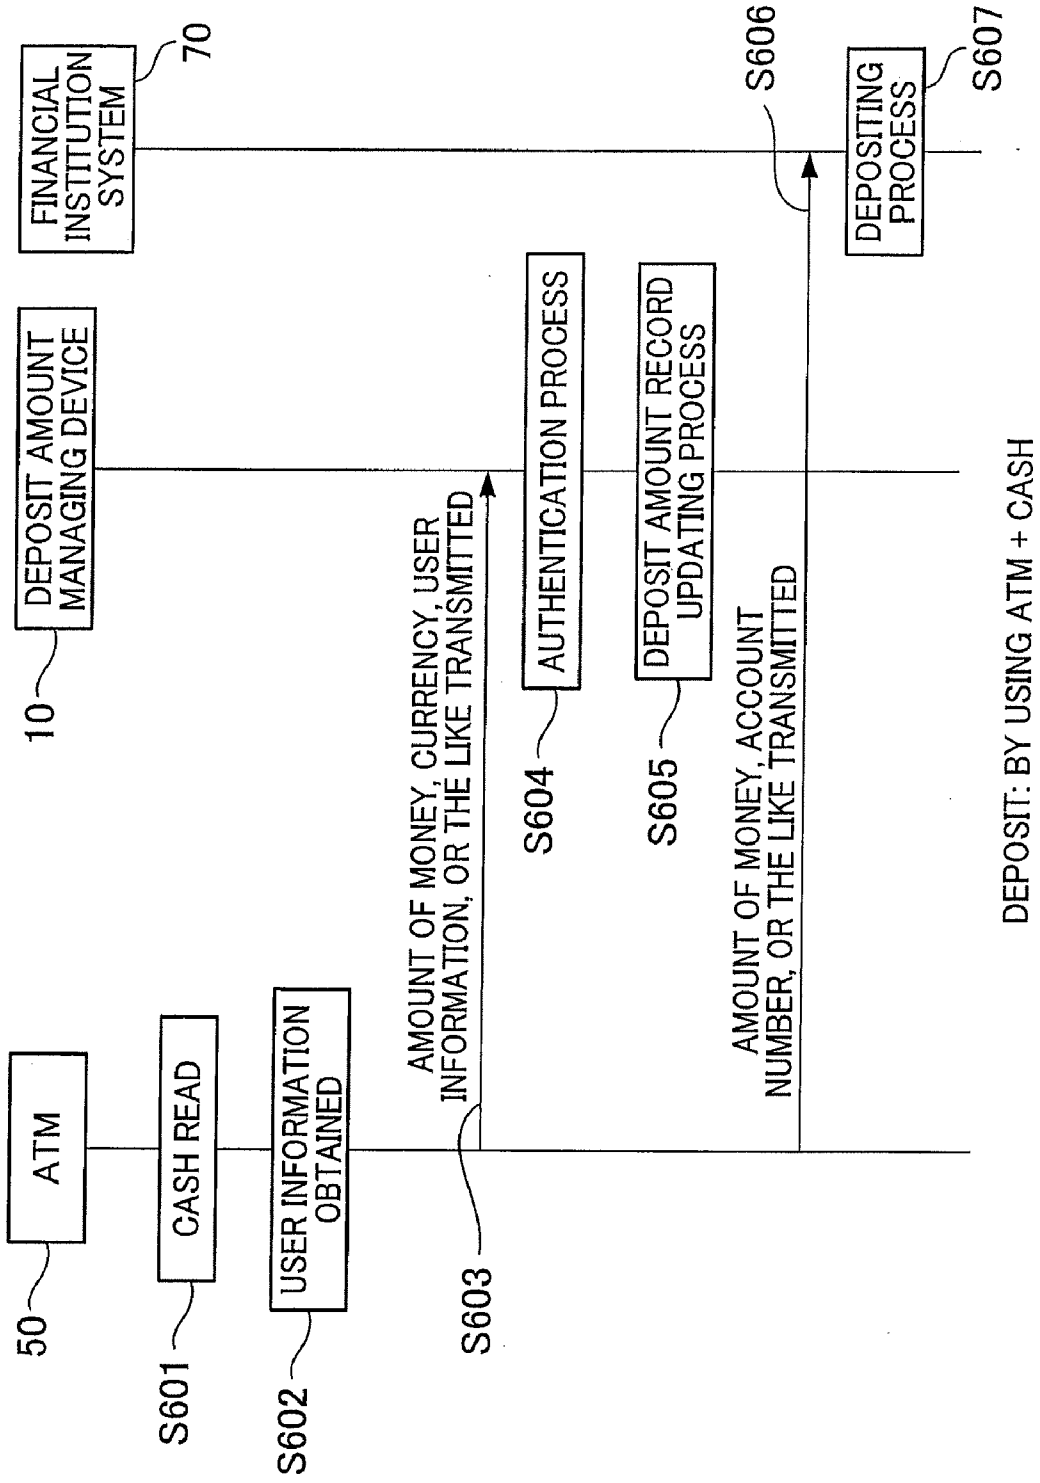 50
ATM
10
DEPOSIT AMOUNT
MANAGING DEVICE
FINANCIAL
INSTITUTION
SYSTEM
70
S601
CASH READ
S602
USER INFORMATION
OBTAINED
S603
AMOUNT OF MONEY, CURRENCY, USER
INFORMATION, OR THE LIKE TRANSMITTED
S604
AUTHENTICATION PROCESS
S605
DEPOSIT AMOUNT RECORD
UPDATING PROCESS
AMOUNT OF MONEY, ACCOUNT
NUMBER, OR THE LIKE TRANSMITTED
S606
DEPOSITING
PROCESS
S607
DEPOSIT: BY USING ATM + CASH